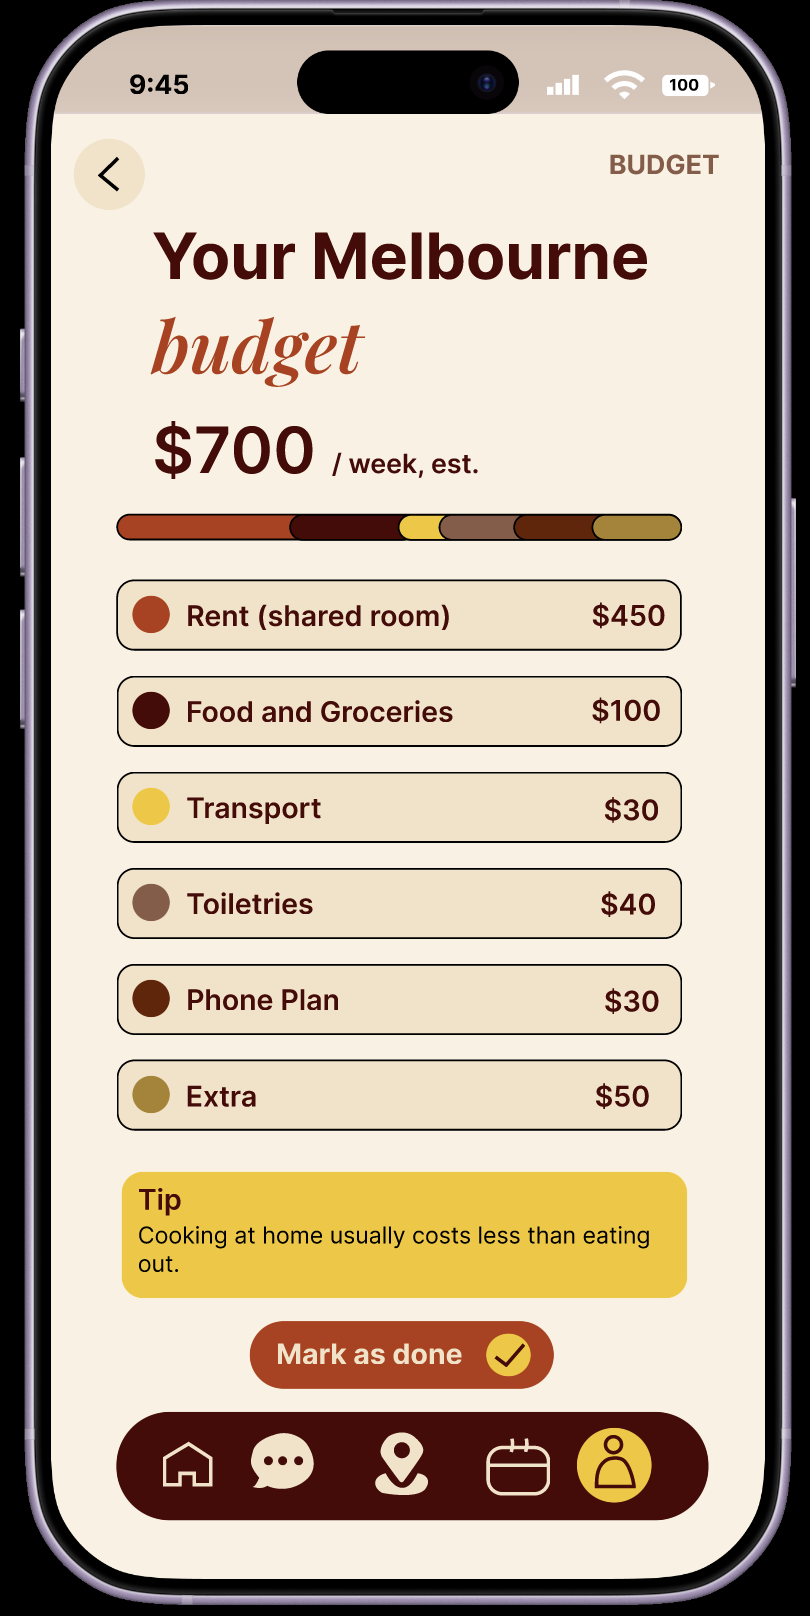 9:45
100
BUDGET
Your Melbourne
budget
$700 / week, est.
Rent (shared room) $450
Food and Groceries $100
Transport $30
Toiletries $40
Phone Plan $30
Extra $50
Tip
Cooking at home usually costs less than eating
out.
Mark as done